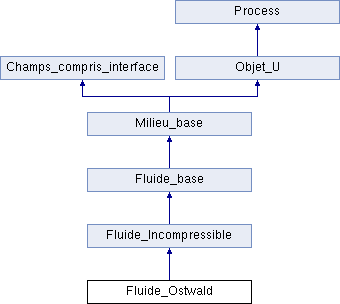 Process
Champs_compris_interface
Objet_U
Milieu_base
Fluide_base
Fluide_Incompressible
Fluide_Ostwald